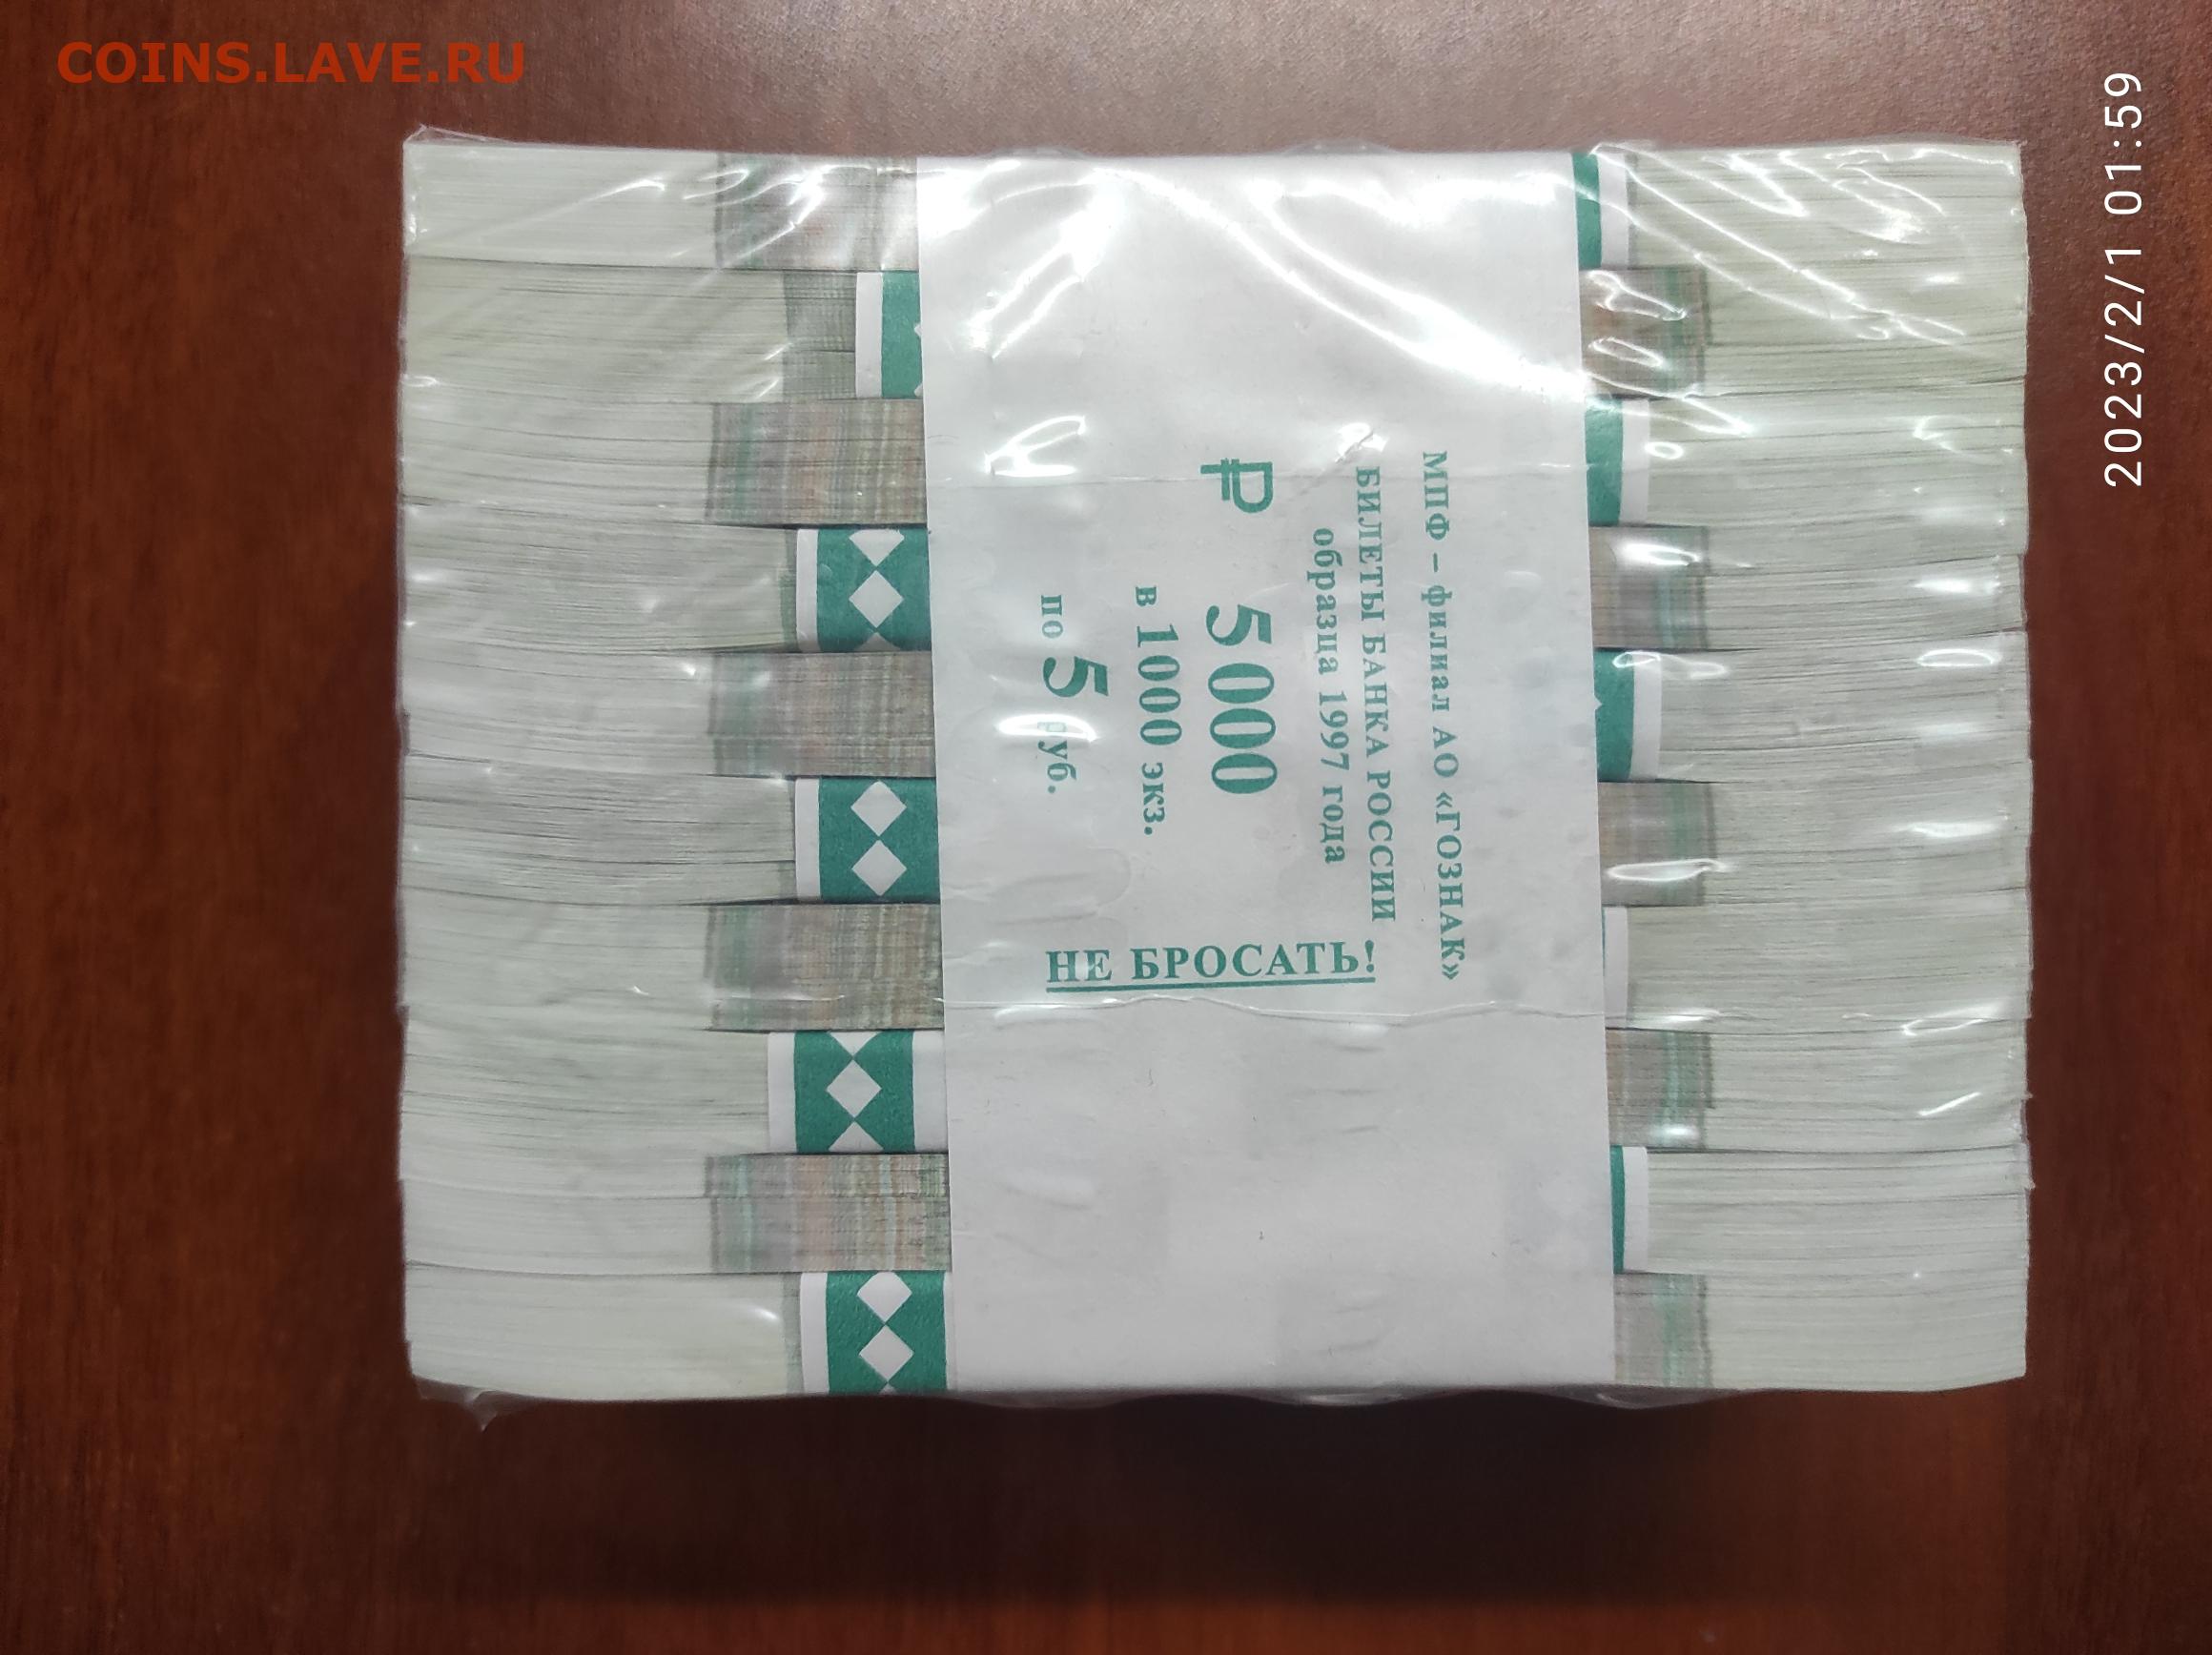 COINS.LAVE.RU
2023/2/1 01:59
МПФ – филиал АО «ГОЗНАК»
БИЛЕТЫ БАНКА РОССИИ
образца 1997 года
₽ 5000
в 1000 экз.
по 5 руб.
НЕ БРОСАТЬ!